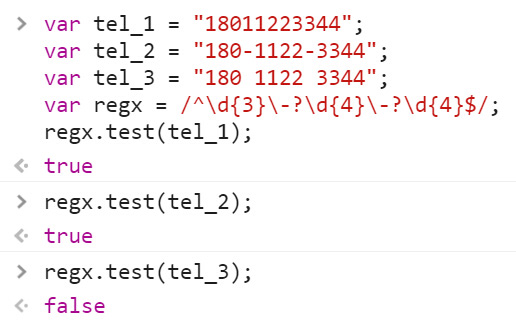 > var tel_1 = "18011223344";
var tel_2 = "180-1122-3344";
var tel_3 = "180 1122 3344";
var regx = /^\d{3}\-?\d{4}\-?\d{4}$/;
regx.test(tel_1);
true
> regx.test(tel_2);
true
> regx.test(tel_3);
false